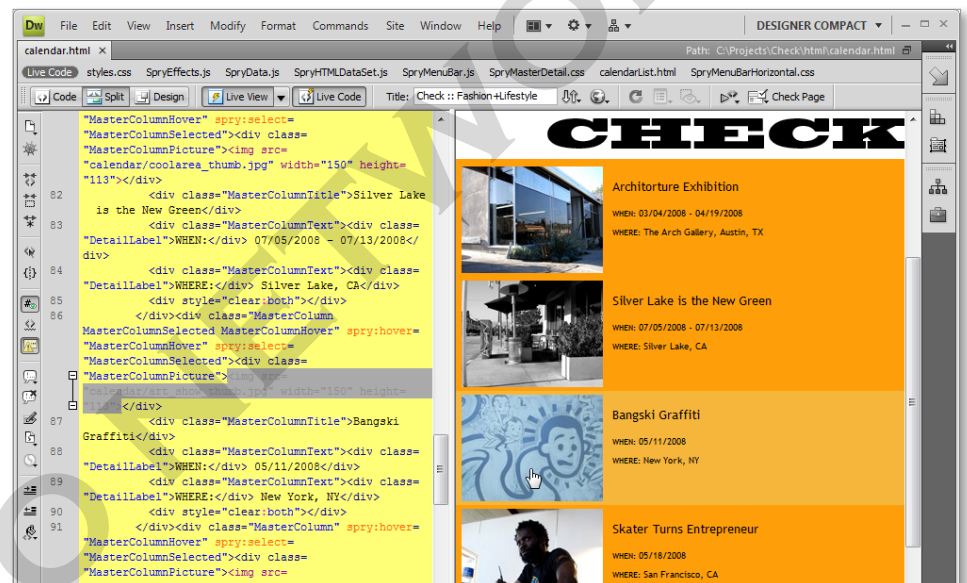 Dw File Edit View Insert Modify Format Commands Site Window Help DESIGNER COMPACT
calendar.html × Path: C:\Projects\Check\html\calendar.html
Live Code styles.css SpryEffects.js SpryData.js SpryHTMLDataSet.js SpryMenuBar.js SpryMasterDetail.css calendarList.html SpryMenuBarHorizontal.css
Code Split Design Live View Live Code Title: Check :: Fashion+Lifestyle Check Page
"MasterColumnHover" spry:select=
"MasterColumnSelected"><div class=
"MasterColumnPicture"><img src=
"calendar/coolarea_thumb.jpg" width="150" height=
"113"></div>
82 <div class="MasterColumnTitle">Silver Lake
is the New Green</div>
83 <div class="MasterColumnText"><div class=
"DetailLabel">WHEN:</div> 07/05/2008 - 07/13/2008</
div>
84 <div class="MasterColumnText"><div class=
"DetailLabel">WHERE:</div> Silver Lake, CA</div>
85 <div style="clear:both"></div>
86 </div><div class="MasterColumn
MasterColumnSelected MasterColumnHover" spry:hover=
"MasterColumnHover" spry:select=
"MasterColumnSelected"><div class=
"MasterColumnPicture"><img src=
"calendar/art_show_thumb.jpg" width="150" height=
"113"></div>
87 <div class="MasterColumnTitle">Bangski
Graffiti</div>
88 <div class="MasterColumnText"><div class=
"DetailLabel">WHEN:</div> 05/11/2008</div>
89 <div class="MasterColumnText"><div class=
"DetailLabel">WHERE:</div> New York, NY</div>
90 <div style="clear:both"></div>
91 </div><div class="MasterColumn" spry:hover=
"MasterColumnHover" spry:select=
"MasterColumnSelected"><div class=
"MasterColumnPicture"><img src=
CHECK
Architorture Exhibition
WHEN: 03/04/2008 - 04/19/2008
WHERE: The Arch Gallery, Austin, TX
Silver Lake is the New Green
WHEN: 07/05/2008 - 07/13/2008
WHERE: Silver Lake, CA
Bangski Graffiti
WHEN: 05/11/2008
WHERE: New York, NY
Skater Turns Entrepreneur
WHEN: 05/18/2008
WHERE: San Francisco, CA
O NETWO